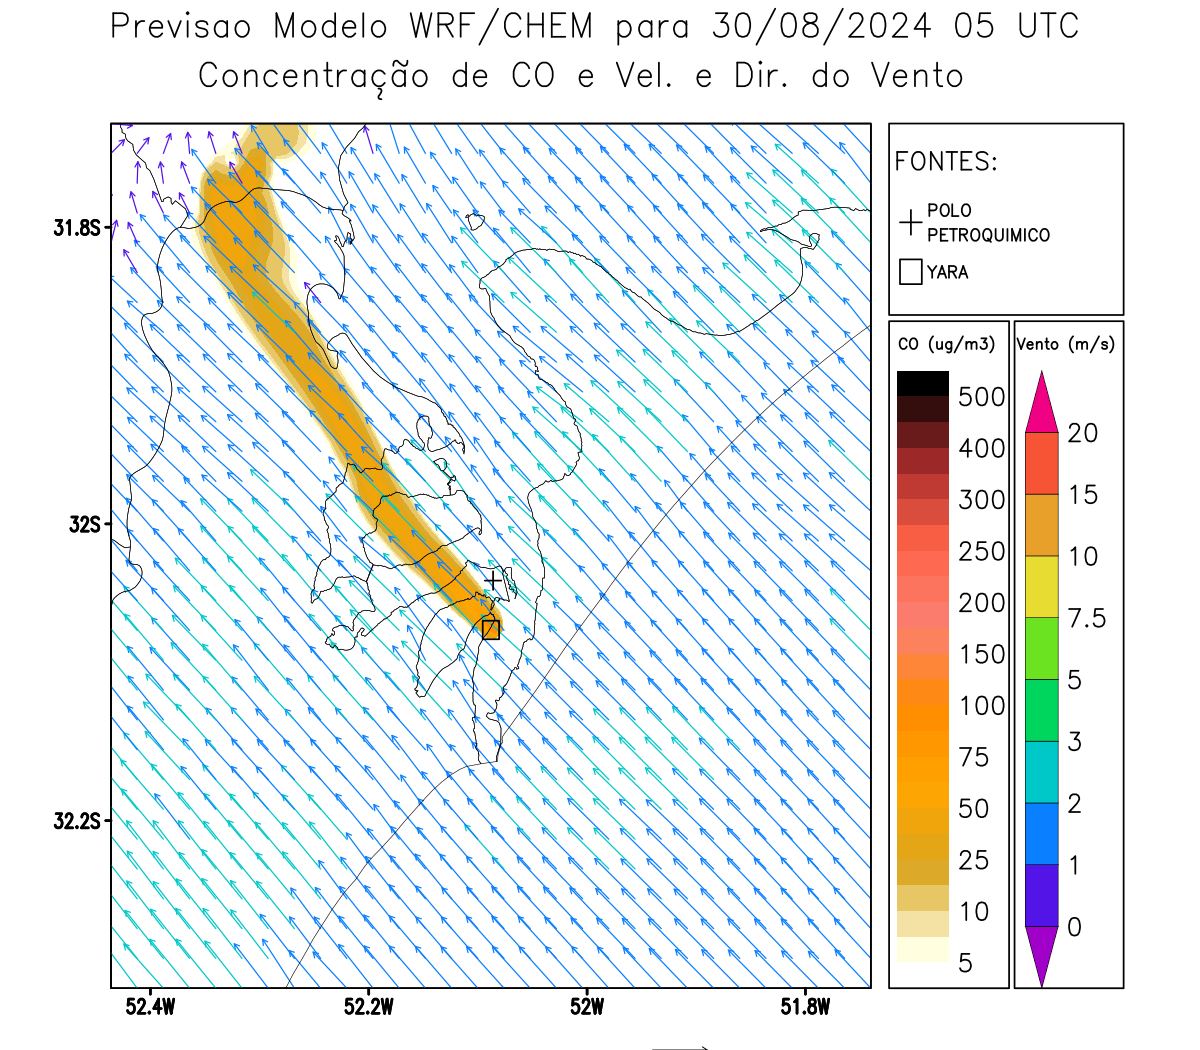 Previsao Modelo WRF/CHEM para 30/08/2024 05 UTC
Concentração de CO e Vel. e Dir. do Vento
FONTES:
POLO
PETROQUIMICO
YARA
CO (ug/m3)
500
400
300
250
200
150
100
75
50
25
10
5
Vento (m/s)
20
15
10
7.5
5
3
2
1
0
31.8S
32S
32.2S
52.4W
52.2W
52W
51.8W